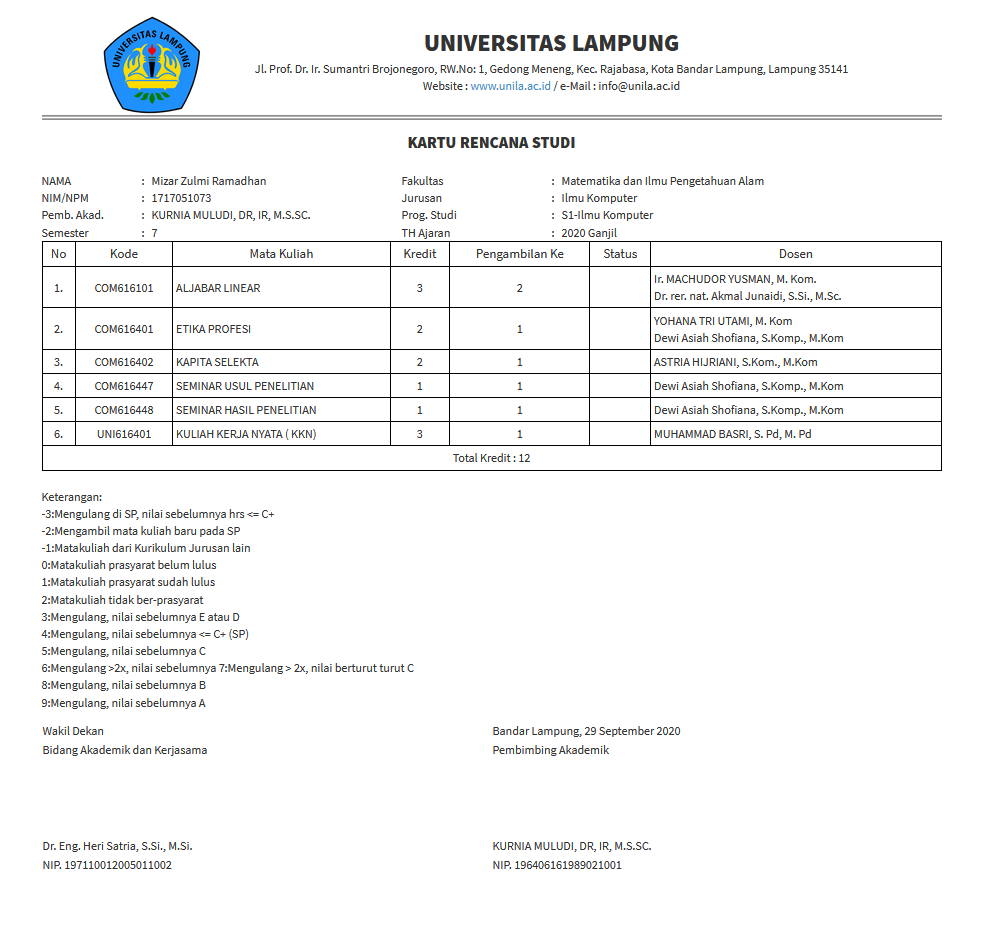 UNIVERSITAS LAMPUNG
UNIVERSITAS LAMPUNG
Jl. Prof. Dr. Ir. Sumantri Brojonegoro, RW.No: 1, Gedong Meneng, Kec. Rajabasa, Kota Bandar Lampung, Lampung 35141
Website : www.unila.ac.id / e-Mail : info@unila.ac.id
KARTU RENCANA STUDI
NAMA : Mizar Zulmi Ramadhan Fakultas : Matematika dan Ilmu Pengetahuan Alam
NIM/NPM : 1717051073 Jurusan : Ilmu Komputer
Pemb. Akad. : KURNIA MULUDI, DR, IR, M.S.SC. Prog. Studi : S1-Ilmu Komputer
Semester : 7 TH Ajaran : 2020 Ganjil
No Kode Mata Kuliah Kredit Pengambilan Ke Status Dosen
1. COM616101 ALJABAR LINEAR 3 2 Ir. MACHUDOR YUSMAN, M. Kom.
Dr. rer. nat. Akmal Junaidi, S.Si., M.Sc.
2. COM616401 ETIKA PROFESI 2 1 YOHANA TRI UTAMI, M. Kom
Dewi Asiah Shofiana, S.Komp., M.Kom
3. COM616402 KAPITA SELEKTA 2 1 ASTRIA HIJRIANI, S.Kom., M.Kom
4. COM616447 SEMINAR USUL PENELITIAN 1 1 Dewi Asiah Shofiana, S.Komp., M.Kom
5. COM616448 SEMINAR HASIL PENELITIAN 1 1 Dewi Asiah Shofiana, S.Komp., M.Kom
6. UNI616401 KULIAH KERJA NYATA ( KKN) 3 1 MUHAMMAD BASRI, S. Pd, M. Pd
Total Kredit : 12
Keterangan:
-3:Mengulang di SP, nilai sebelumnya hrs <= C+
-2:Mengambil mata kuliah baru pada SP
-1:Matakuliah dari Kurikulum Jurusan lain
0:Matakuliah prasyarat belum lulus
1:Matakuliah prasyarat sudah lulus
2:Matakuliah tidak ber-prasyarat
3:Mengulang, nilai sebelumnya E atau D
4:Mengulang, nilai sebelumnya <= C+ (SP)
5:Mengulang, nilai sebelumnya C
6:Mengulang >2x, nilai sebelumnya 7:Mengulang > 2x, nilai berturut turut C
8:Mengulang, nilai sebelumnya B
9:Mengulang, nilai sebelumnya A
Wakil Dekan Bandar Lampung, 29 September 2020
Bidang Akademik dan Kerjasama Pembimbing Akademik
Dr. Eng. Heri Satria, S.Si., M.Si. KURNIA MULUDI, DR, IR, M.S.SC.
NIP. 197110012005011002 NIP. 196406161989021001